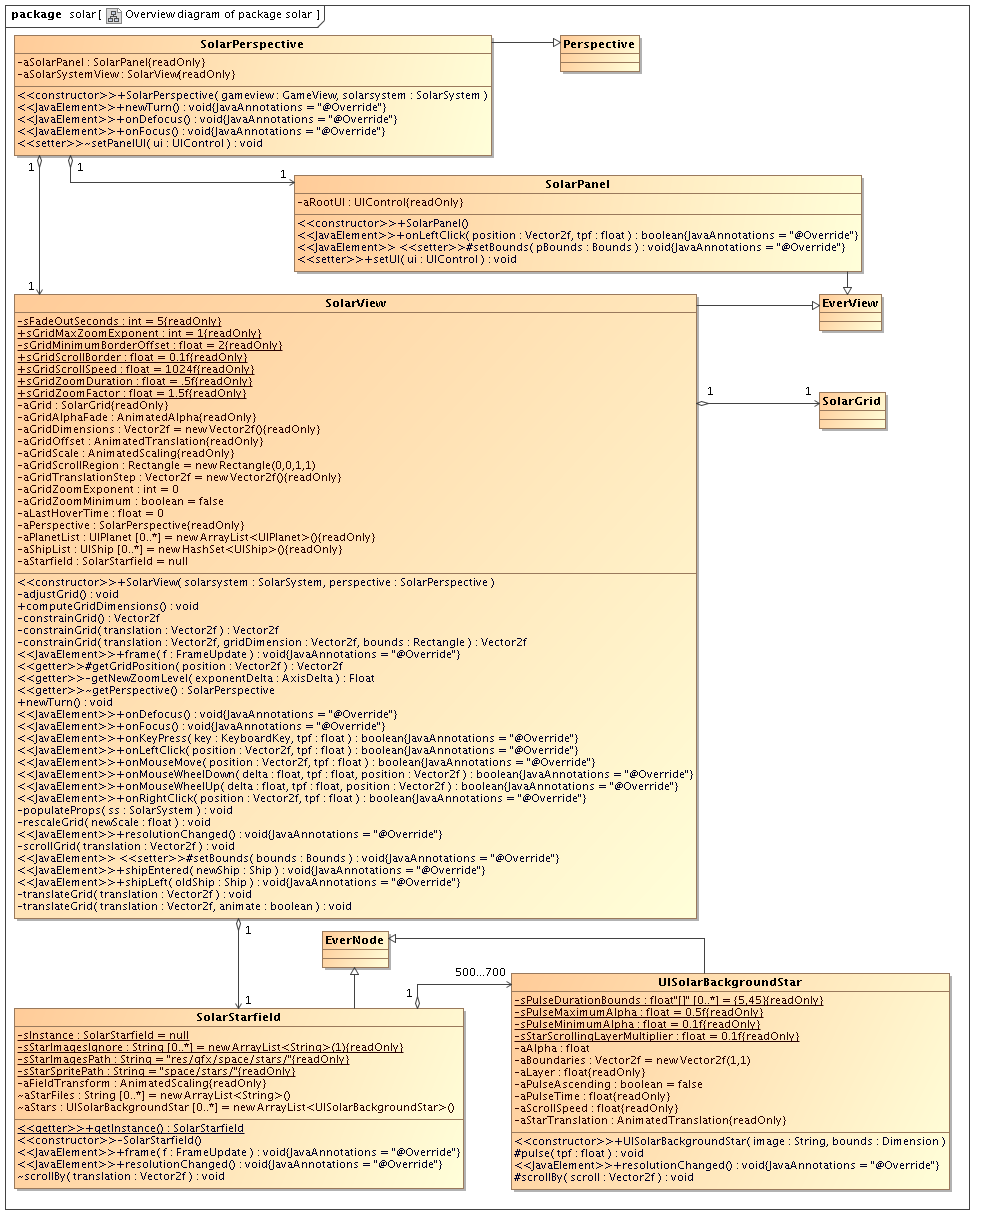 package solar [ Overview diagram of package solar ]
SolarPerspective
-aSolarPanel : SolarPanel{readOnly}
-aSolarSystemView : SolarView{readOnly}
<<constructor>>+SolarPerspective( gameview : GameView, solarsystem : SolarSystem )
<<JavaElement>>+newTurn() : void{JavaAnnotations = "@Override"}
<<JavaElement>>+onDefocus() : void{JavaAnnotations = "@Override"}
<<JavaElement>>+onFocus() : void{JavaAnnotations = "@Override"}
<<setter>>~setPanelUI( ui : UIControl ) : void
Perspective
1
1
1
SolarPanel
-aRootUI : UIControl{readOnly}
<<constructor>>+SolarPanel()
<<JavaElement>>+onLeftClick( position : Vector2f, tpf : float ) : boolean{JavaAnnotations = "@Override"}
<<JavaElement>> <<setter>>#setBounds( pBounds : Bounds ) : void{JavaAnnotations = "@Override"}
<<setter>>+setUI( ui : UIControl ) : void
1
SolarView
-sFadeOutSeconds : int = 5{readOnly}
+sGridMaxZoomExponent : int = 1{readOnly}
-sGridMinimumBorderOffset : float = 2{readOnly}
+sGridScrollBorder : float = 0.1f{readOnly}
+sGridScrollSpeed : float = 1024f{readOnly}
+sGridZoomDuration : float = .5f{readOnly}
+sGridZoomFactor : float = 1.5f{readOnly}
-aGrid : SolarGrid{readOnly}
-aGridAlphaFade : AnimatedAlpha{readOnly}
-aGridDimensions : Vector2f = new Vector2f(){readOnly}
-aGridOffset : AnimatedTranslation{readOnly}
-aGridScale : AnimatedScaling{readOnly}
-aGridScrollRegion : Rectangle = new Rectangle(0,0,1,1)
-aGridTranslationStep : Vector2f = new Vector2f(){readOnly}
-aGridZoomExponent : int = 0
-aGridZoomMinimum : boolean = false
-aLastHoverTime : float = 0
-aPerspective : SolarPerspective{readOnly}
-aPlanetList : UIPlanet [0..*] = new ArrayList<UIPlanet>(){readOnly}
-aShipList : UIShip [0..*] = new HashSet<UIShip>(){readOnly}
-aStarfield : SolarStarfield = null
<<constructor>>+SolarView( solarsystem : SolarSystem, perspective : SolarPerspective )
-adjustGrid() : void
+computeGridDimensions() : void
-constrainGrid() : Vector2f
-constrainGrid( translation : Vector2f ) : Vector2f
-constrainGrid( translation : Vector2f, gridDimension : Vector2f, bounds : Rectangle ) : Vector2f
<<JavaElement>>+frame( f : FrameUpdate ) : void{JavaAnnotations = "@Override"}
<<getter>>#getGridPosition( position : Vector2f ) : Vector2f
<<getter>>-getNewZoomLevel( exponentDelta : AxisDelta ) : Float
<<getter>>~getPerspective() : SolarPerspective
+newTurn() : void
<<JavaElement>>+onDefocus() : void{JavaAnnotations = "@Override"}
<<JavaElement>>+onFocus() : void{JavaAnnotations = "@Override"}
<<JavaElement>>+onKeyPress( key : KeyboardKey, tpf : float ) : boolean{JavaAnnotations = "@Override"}
<<JavaElement>>+onLeftClick( position : Vector2f, tpf : float ) : boolean{JavaAnnotations = "@Override"}
<<JavaElement>>+onMouseMove( position : Vector2f, tpf : float ) : boolean{JavaAnnotations = "@Override"}
<<JavaElement>>+onMouseWheelDown( delta : float, tpf : float, position : Vector2f ) : boolean{JavaAnnotations = "@Override"}
<<JavaElement>>+onMouseWheelUp( delta : float, tpf : float, position : Vector2f ) : boolean{JavaAnnotations = "@Override"}
<<JavaElement>>+onRightClick( position : Vector2f, tpf : float ) : boolean{JavaAnnotations = "@Override"}
-populateProps( ss : SolarSystem ) : void
-rescaleGrid( newScale : float ) : void
<<JavaElement>>+resolutionChanged() : void{JavaAnnotations = "@Override"}
-scrollGrid( translation : Vector2f ) : void
<<JavaElement>> <<setter>>#setBounds( bounds : Bounds ) : void{JavaAnnotations = "@Override"}
<<JavaElement>>+shipEntered( newShip : Ship ) : void{JavaAnnotations = "@Override"}
<<JavaElement>>+shipLeft( oldShip : Ship ) : void{JavaAnnotations = "@Override"}
-translateGrid( translation : Vector2f ) : void
-translateGrid( translation : Vector2f, animate : boolean ) : void
EverView
1
1
SolarGrid
1
1
EverNode
500...700
1
SolarStarfield
-sInstance : SolarStarfield = null
-sStarImagesIgnore : String [0..*] = new ArrayList<String>(1){readOnly}
-sStarImagesPath : String = "res/gfx/space/stars/"{readOnly}
-sStarSpritePath : String = "space/stars/"{readOnly}
-aFieldTransform : AnimatedScaling{readOnly}
~aStarFiles : String [0..*] = new ArrayList<String>()
~aStars : UISolarBackgroundStar [0..*] = new ArrayList<UISolarBackgroundStar>()
<<getter>>+getInstance() : SolarStarfield
<<constructor>>-SolarStarfield()
<<JavaElement>>+frame( f : FrameUpdate ) : void{JavaAnnotations = "@Override"}
<<JavaElement>>+resolutionChanged() : void{JavaAnnotations = "@Override"}
~scrollBy( translation : Vector2f ) : void
UISolarBackgroundStar
-sPulseDurationBounds : float"[]" [0..*] = {5,45}{readOnly}
-sPulseMaximumAlpha : float = 0.5f{readOnly}
-sPulseMinimumAlpha : float = 0.1f{readOnly}
-sStarScrollingLayerMultiplier : float = 0.1f{readOnly}
-aAlpha : float
-aBoundaries : Vector2f = new Vector2f(1,1)
-aLayer : float{readOnly}
-aPulseAscending : boolean = false
-aPulseTime : float{readOnly}
-aScrollSpeed : float{readOnly}
-aStarTranslation : AnimatedTranslation{readOnly}
<<constructor>>+UISolarBackgroundStar( image : String, bounds : Dimension )
#pulse( tpf : float ) : void
<<JavaElement>>+resolutionChanged() : void{JavaAnnotations = "@Override"}
#scrollBy( scroll : Vector2f ) : void